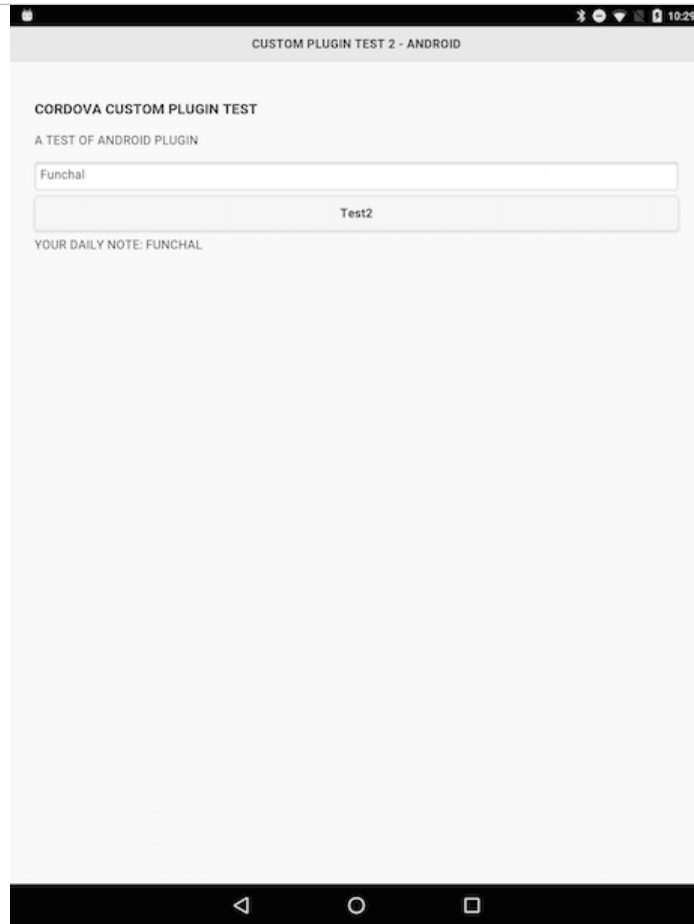 10:29
CUSTOM PLUGIN TEST 2 - ANDROID
CORDOVA CUSTOM PLUGIN TEST
A TEST OF ANDROID PLUGIN
Funchal
Test2
YOUR DAILY NOTE: FUNCHAL